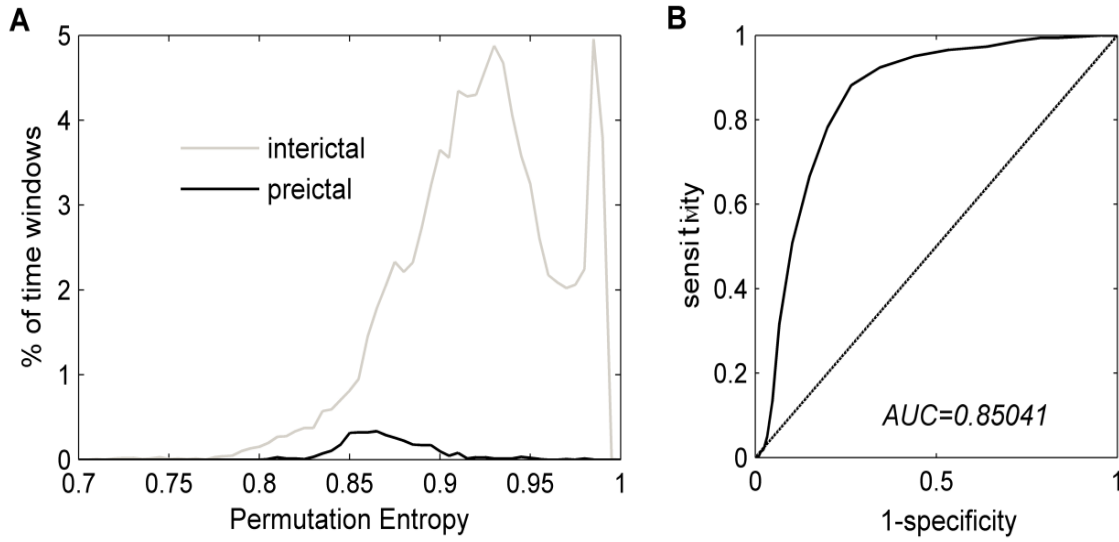 A
5
4
3
2
1
0
0.7 0.75 0.8 0.85 0.9 0.95 1
% of time windows
Permutation Entropy
interictal
preictal
B
1
0.8
0.6
0.4
0.2
0
0 0.5 1
sensitivity
1-specificity
AUC=0.85041